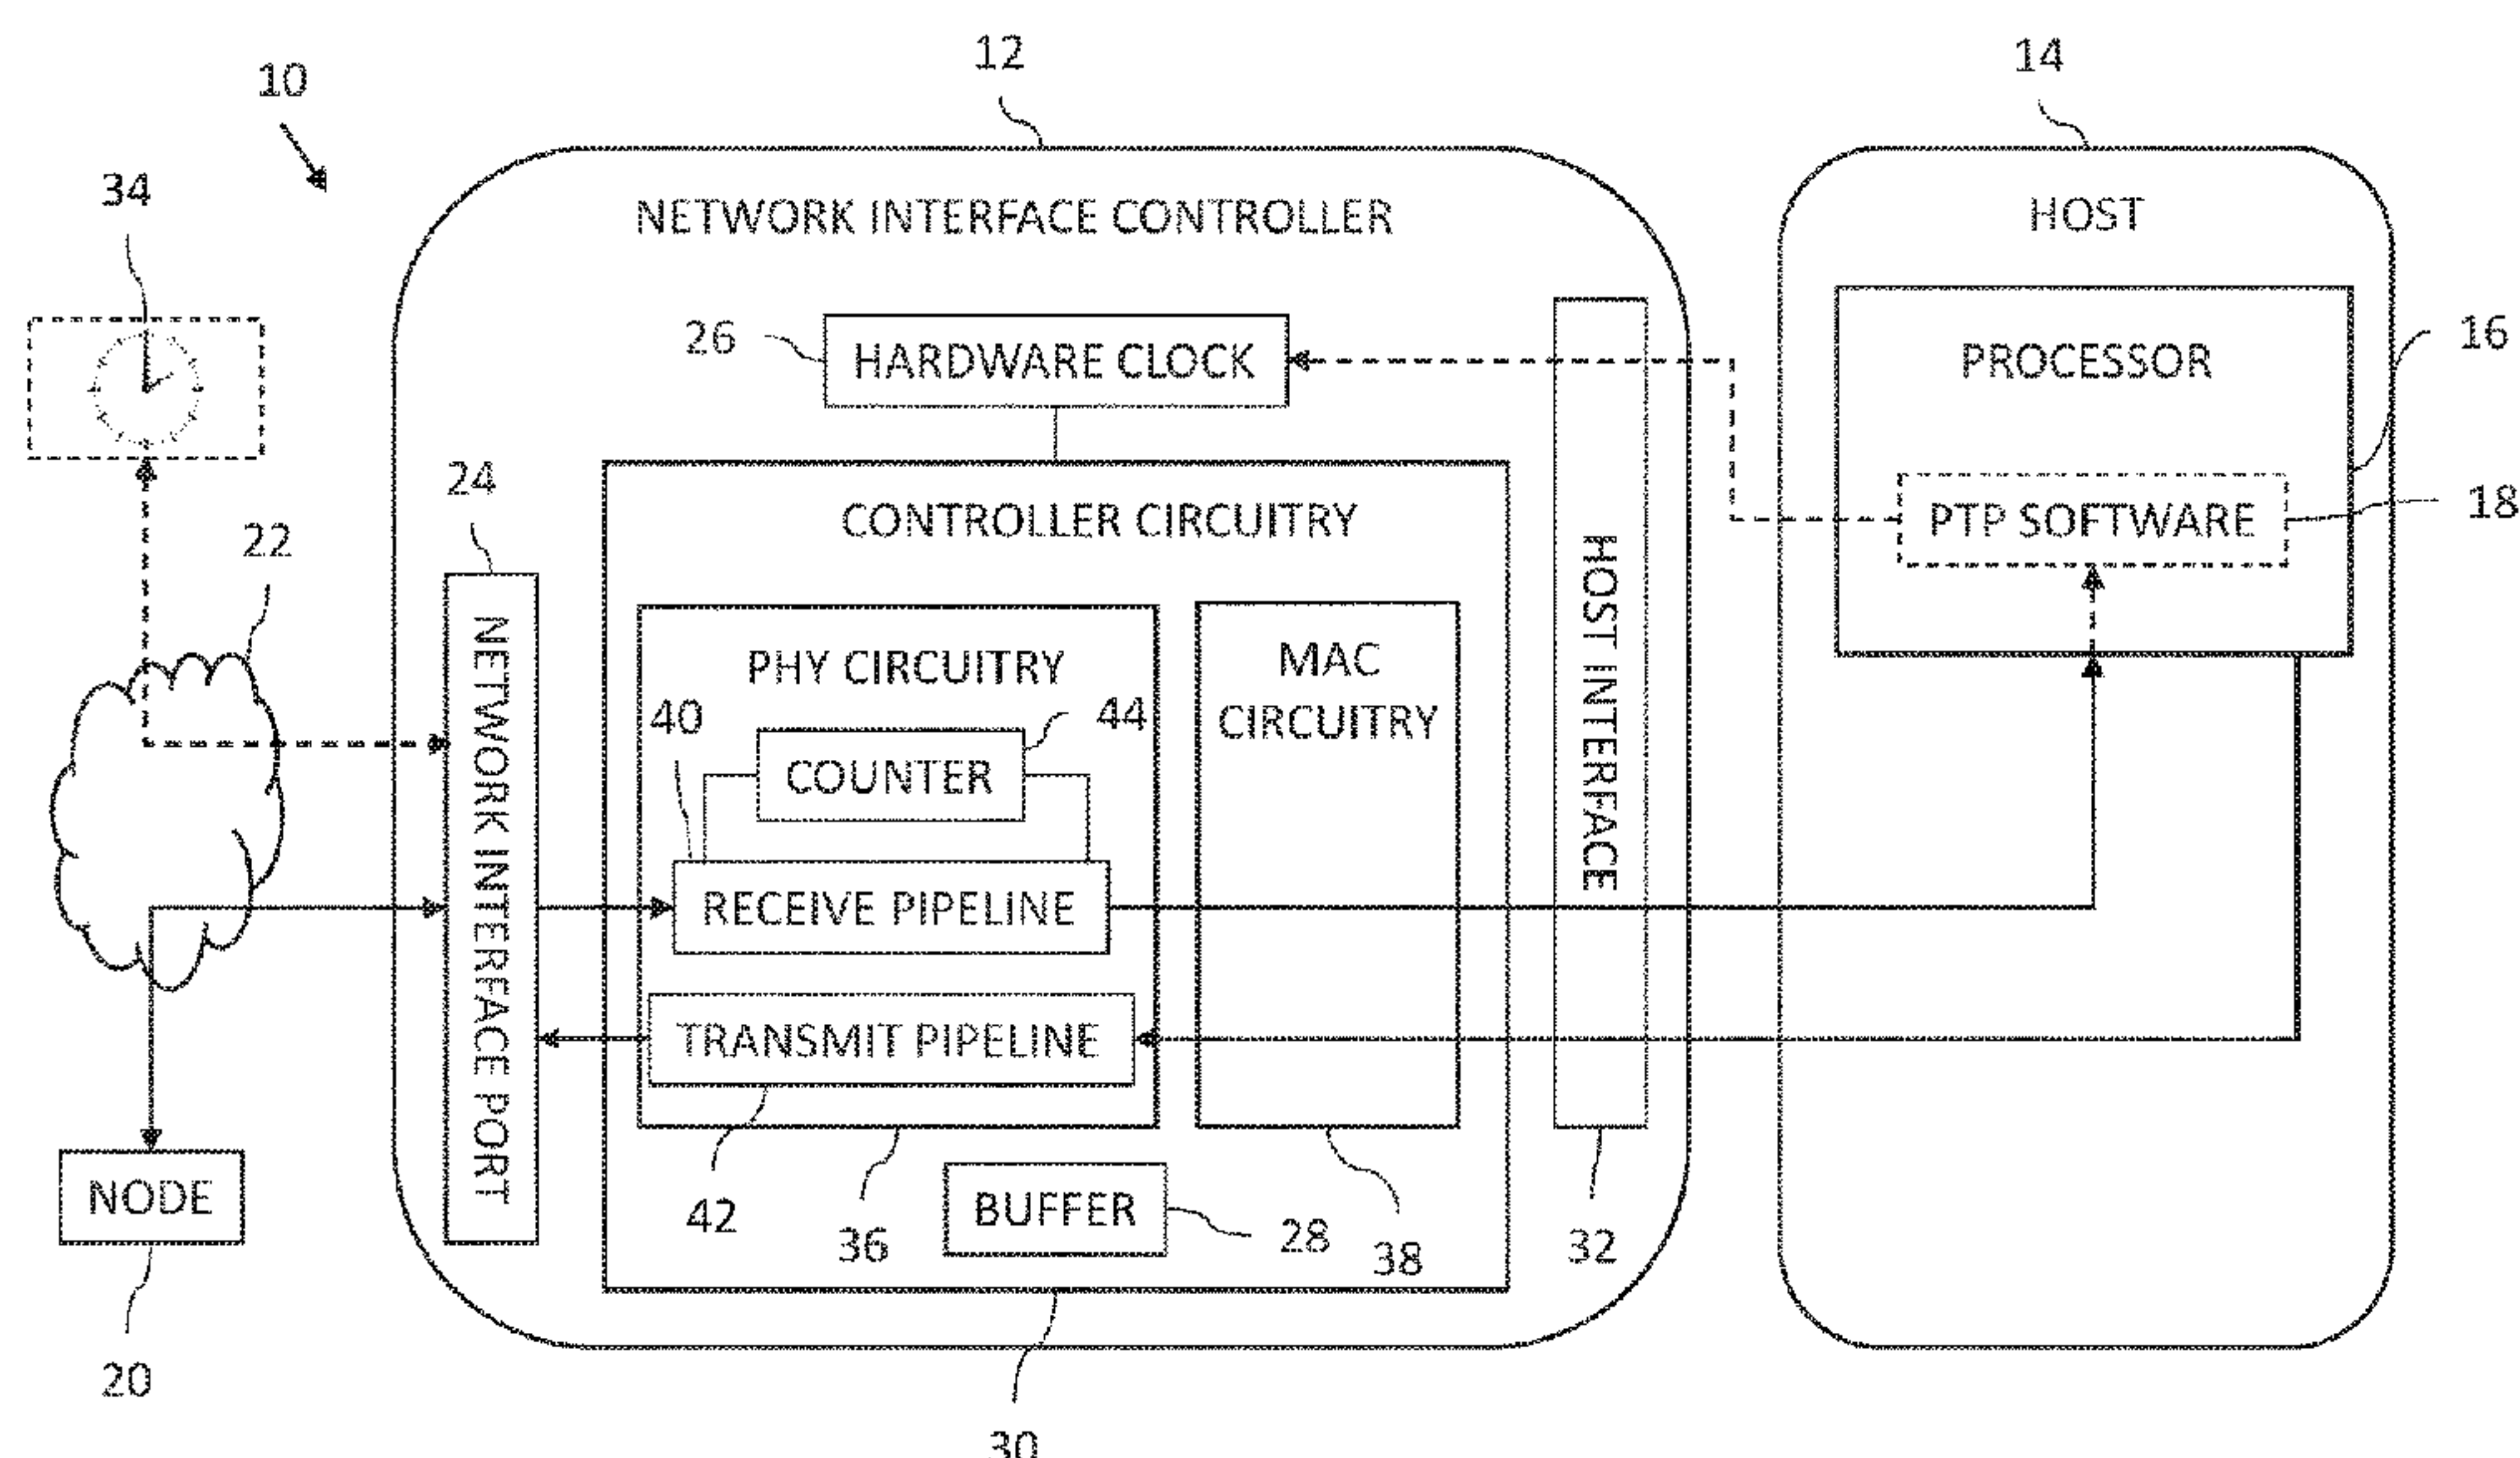 10
12
14
34
NETWORK INTERFACE CONTROLLER
HOST
26
HARDWARE CLOCK
PROCESSOR
16
24
CONTROLLER CIRCUITRY
PTP SOFTWARE
18
22
NETWORK INTERFACE PORT
PHY CIRCUITRY
MAC
CIRCUITRY
HOST INTERFACE
40
44
COUNTER
RECEIVE PIPELINE
TRANSMIT PIPELINE
NODE
42
36
BUFFER
28
38
32
20
30